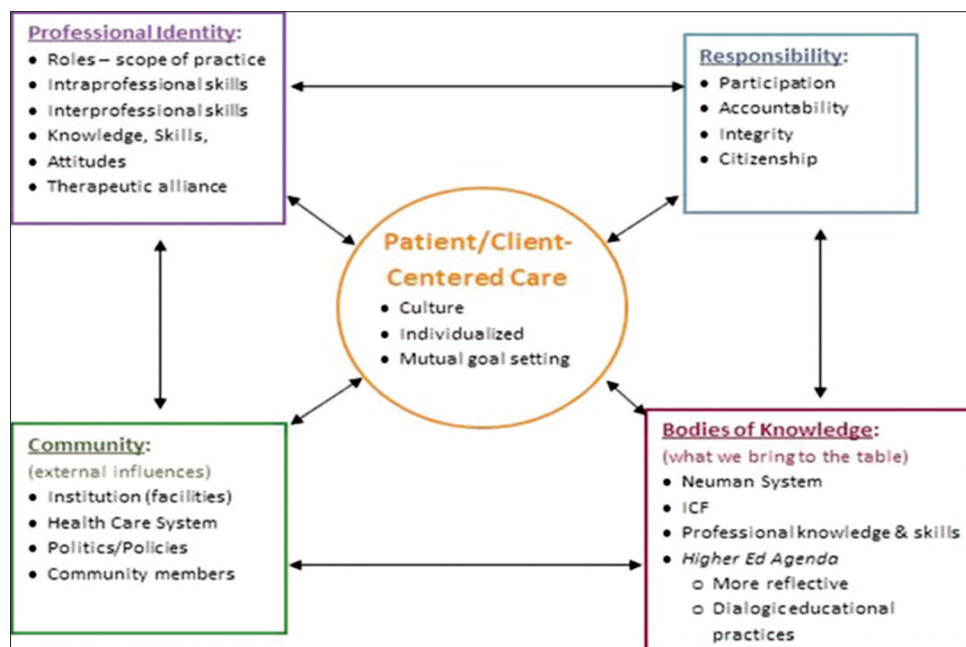 Professional Identity:
• Roles – scope of practice
• Intraprofessional skills
• Interprofessional skills
• Knowledge, Skills,
• Attitudes
• Therapeutic alliance
Responsibility:
• Participation
• Accountability
• Integrity
• Citizenship
Patient/Client-
Centered Care
• Culture
• Individualized
• Mutual goal setting
Community:
(external influences)
• Institution (facilities)
• Health Care System
• Politics/Policies
• Community members
Bodies of Knowledge:
(what we bring to the table)
• Neuman System
• ICF
• Professional knowledge & skills
• Higher Ed Agenda
o More reflective
o Dialogic educational
practices